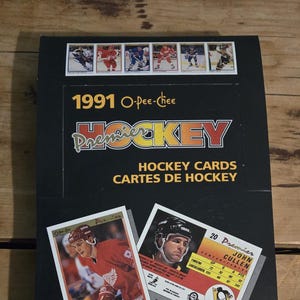 1991 O-Pee-Chee
Premier HOCKEY
HOCKEY CARDS
CARTES DE HOCKEY
20 Premier
JOHN
CULLEN